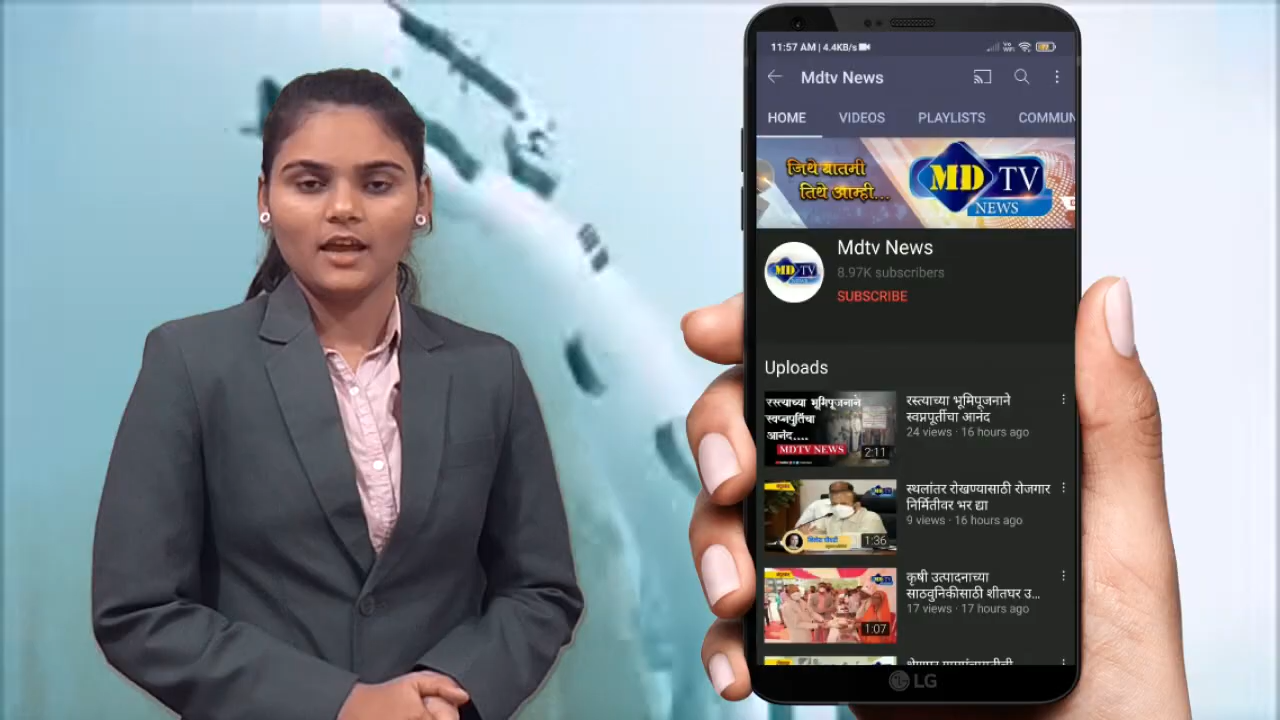 11:57 AM | 4.4KB/s
Mdtv News
HOME VIDEOS PLAYLISTS COMMUN
जिथे बातमी
तिथे आम्ही...
MD TV
NEWS
MD TV
Mdtv News
8.97K subscribers
SUBSCRIBE
Uploads
रस्त्याच्या भूमिपूजनाने
स्वप्नपुर्तिचा
आनंद....
MDTV NEWS
2:11
रस्त्याच्या भूमिपूजनाने
स्वप्नपूर्तीचा आनंद
24 views · 16 hours ago
1:36
स्थलांतर रोखण्यासाठी रोजगार
निर्मितीवर भर द्या
9 views · 16 hours ago
1:07
कृषी उत्पादनाच्या
साठवुनिकीसाठी शीतघर उ...
17 views · 17 hours ago
LG